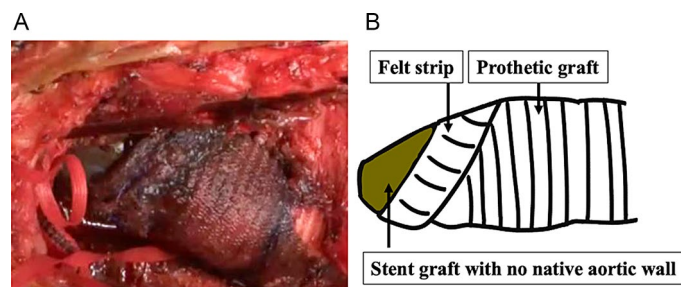 A
B
Felt strip
Prothetic graft
Stent graft with no native aortic wall